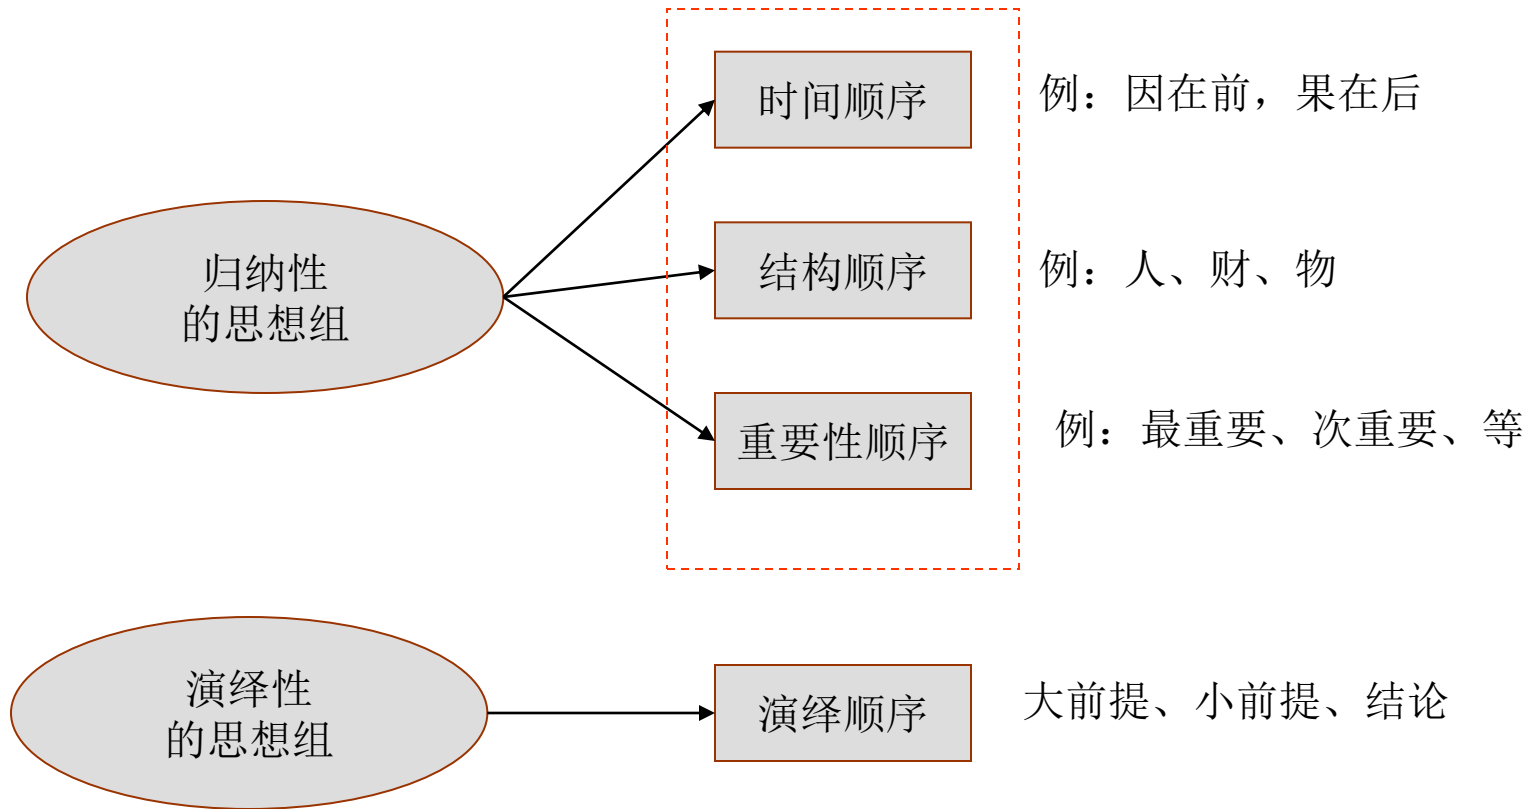 时间顺序
例：因在前，果在后
归纳性
的思想组
结构顺序
例：人、财、物
重要性顺序
例：最重要、次重要、等
演绎性
的思想组
演绎顺序
大前提、小前提、结论